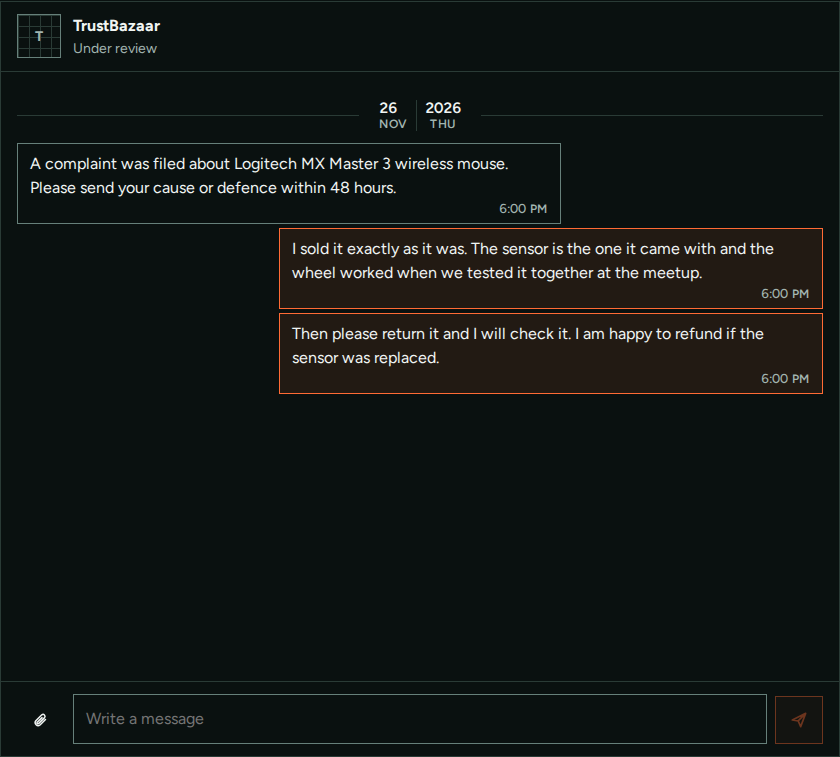 T
TrustBazaar
Under review
26 NOV 2026 THU
A complaint was filed about Logitech MX Master 3 wireless mouse.
Please send your cause or defence within 48 hours.
6:00 PM
I sold it exactly as it was. The sensor is the one it came with and the
wheel worked when we tested it together at the meetup.
6:00 PM
Then please return it and I will check it. I am happy to refund if the
sensor was replaced.
6:00 PM
Write a message